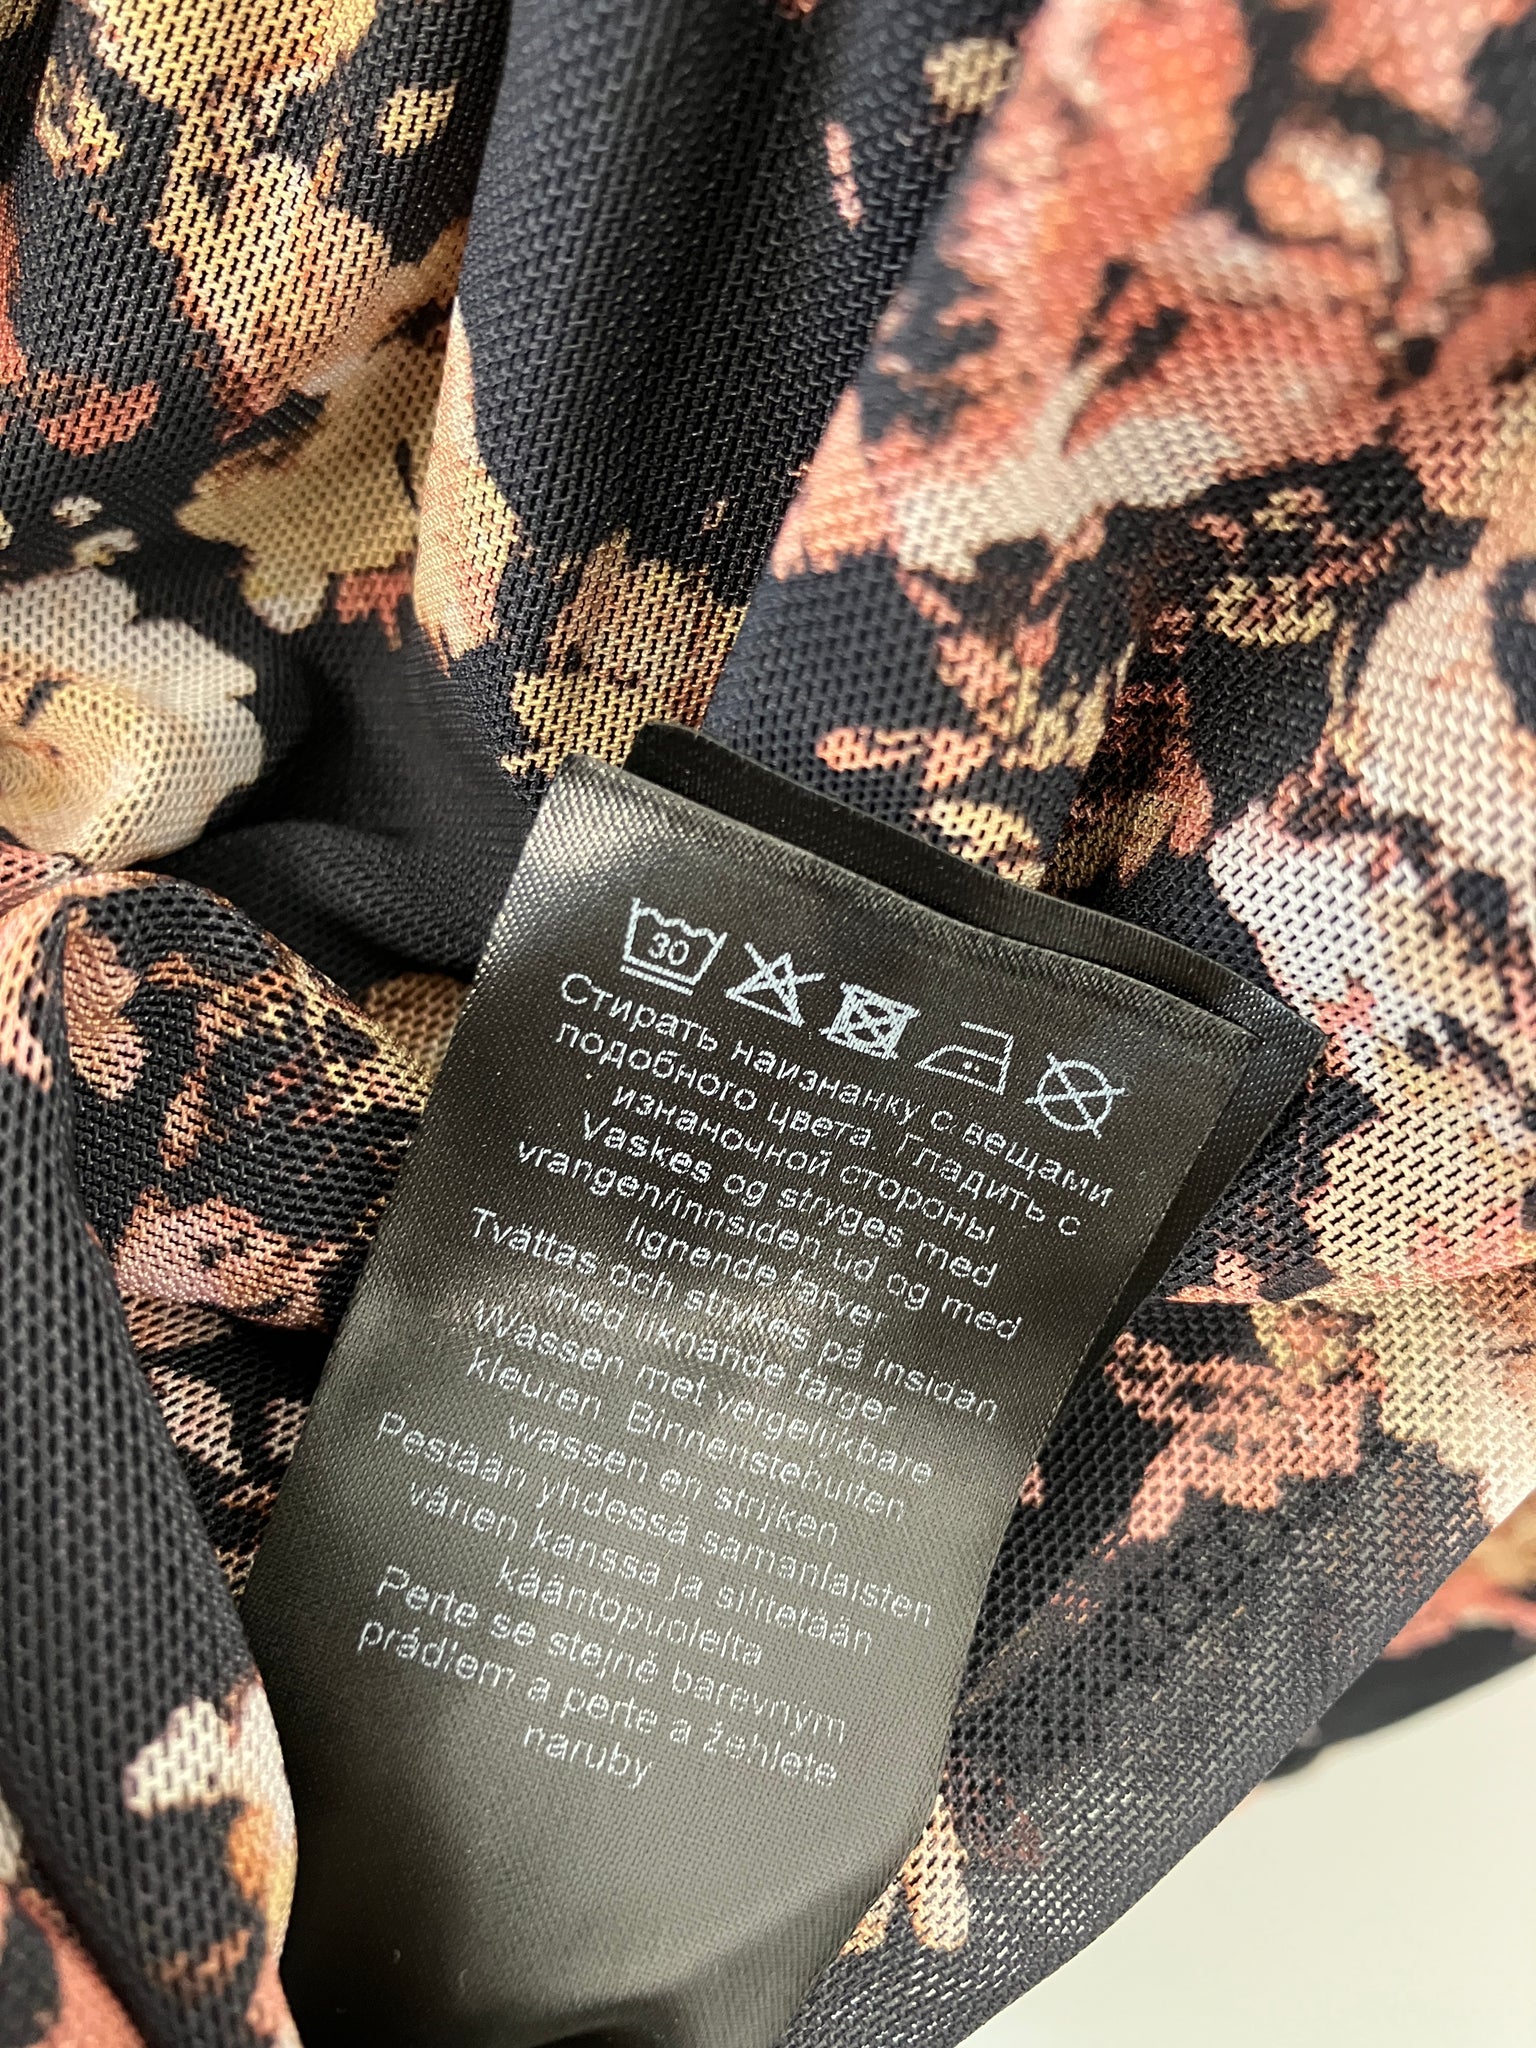 30
Стирать наизнанку с вещами
подобного цвета. Гладить с
изнаночной стороны
Vaskes og stryges med
vrangen/innsiden ud og med
lignende farver
Tvättas och strykes på insidan
med liknande färger
Wassen met vergelijkbare
kleuren. Binnenstebuiten
wassen en strijken
Pestään yhdessä samanlaisten
värien kanssa ja silitetään
kääntöpuolelta
Perte se stejně barevným
prádlem a perte a žehlete
naruby